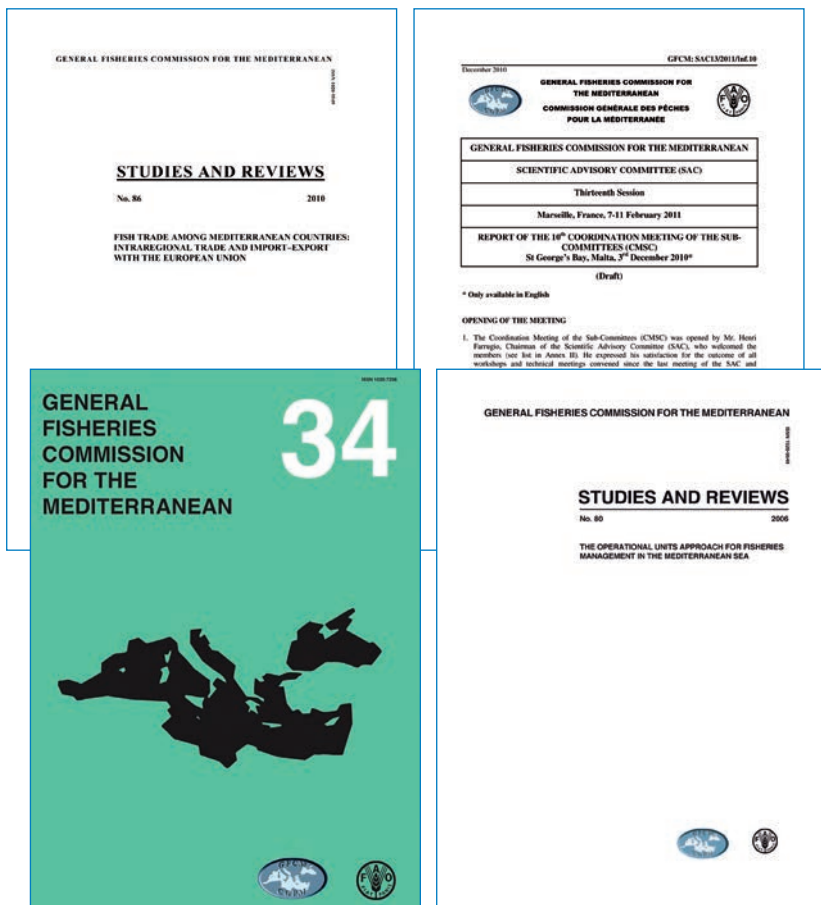 GENERAL FISHERIES COMMISSION FOR THE MEDITERRANEAN
STUDIES AND REVIEWS
No. 86 2010
FISH TRADE AMONG MEDITERRANEAN COUNTRIES:
INTRAREGIONAL TRADE AND IMPORT–EXPORT
WITH THE EUROPEAN UNION
GFCM: SAC13/2011/Inf.10
December 2010
GENERAL FISHERIES COMMISSION FOR
THE MEDITERRANEAN
COMMISSION GÉNÉRALE DES PÊCHES
POUR LA MÉDITERRANÉE
GENERAL FISHERIES COMMISSION FOR THE MEDITERRANEAN
SCIENTIFIC ADVISORY COMMITTEE (SAC)
Thirteenth Session
Marseille, France, 7-11 February 2011
REPORT OF THE 10th COORDINATION MEETING OF THE SUB-
COMMITTEES (CMSC)
St George's Bay, Malta, 3rd December 2010*
(Draft)
* Only available in English
OPENING OF THE MEETING
1. The Coordination Meeting of the Sub-Committees (CMSC) was opened by Mr. Henri
Farrugio, Chairman of the Scientific Advisory Committee (SAC), who welcomed the
members (see list in Annex II). He expressed his satisfaction for the outcome of all
workshops and technical meetings convened since the last meeting of the SAC and
GENERAL
FISHERIES
COMMISSION
FOR THE
MEDITERRANEAN
34
GFCM
FAO
GENERAL FISHERIES COMMISSION FOR THE MEDITERRANEAN
STUDIES AND REVIEWS
No. 80 2006
THE OPERATIONAL UNITS APPROACH FOR FISHERIES
MANAGEMENT IN THE MEDITERRANEAN SEA